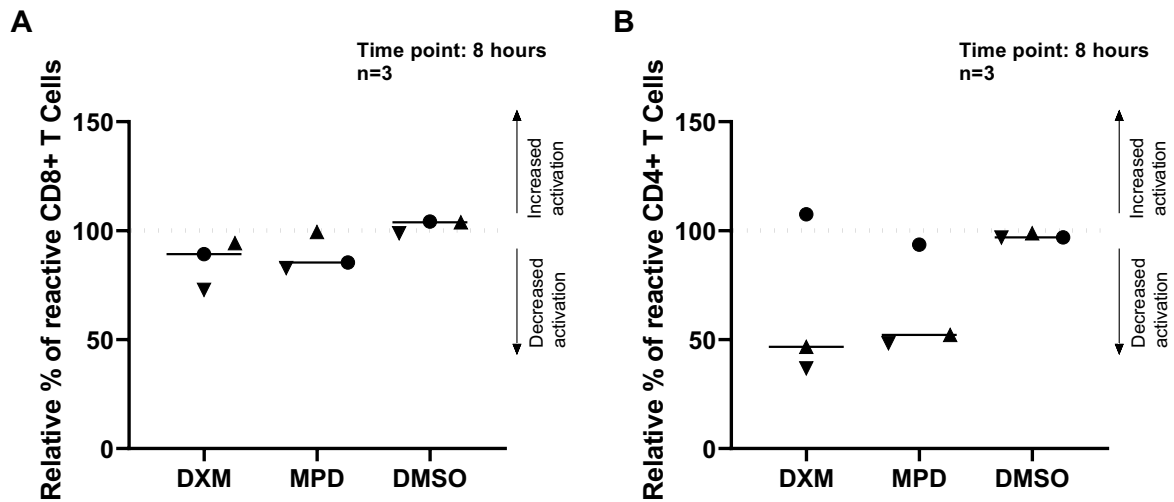 A
Time point: 8 hours
n=3
Relative % of reactive CD8+ T Cells
150
100
50
0
DXM
MPD
DMSO
Increased
activation
Decreased
activation
B
Time point: 8 hours
n=3
Relative % of reactive CD4+ T Cells
150
100
50
0
DXM
MPD
DMSO
Increased
activation
Decreased
activation